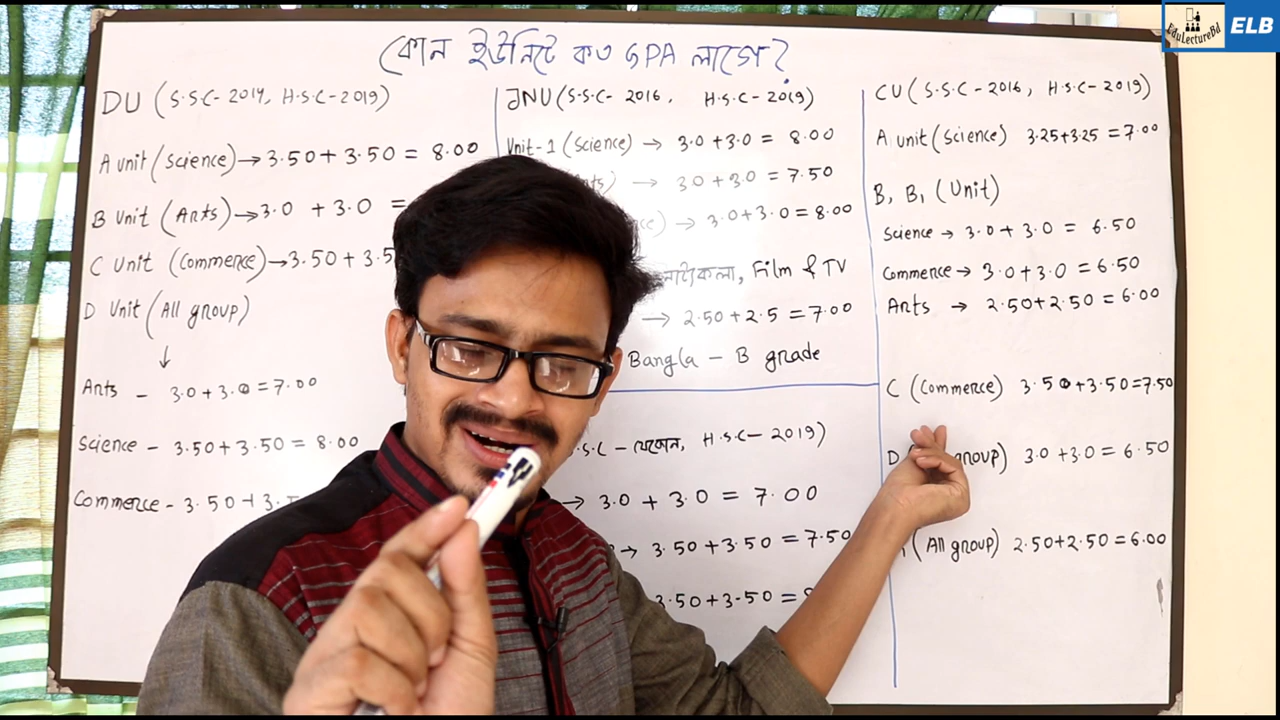 EduLectureBd
ELB
কোন ইউনিটে কত GPA লাগে?
DU (S.S.C- 2014, H.S.C-2019)
A unit (Science) → 3.50 + 3.50 = 8.00
B Unit (Arts) → 3.0 + 3.0 =
C Unit (Commerce) → 3.50 + 3.5
D Unit (All group)
↓
Arts - 3.0 + 3.0 = 7.00
Science - 3.50 + 3.50 = 8.00
Commerce - 3.50 + 3.
JNU (S.S.C- 2016, H.S.C-2019)
Unit-1 (Science) → 3.0 + 3.0 = 8.00
→ 3.0 + 3.0 = 7.50
→ 3.0 + 3.0 = 8.00
নাট্যকলা, Film & TV
→ 2.50 + 2.5 = 7.00
Bangla - B grade
S.C - যেকোন, H.S.C- 2019)
→ 3.0 + 3.0 = 7.00
→ 3.50 + 3.50 = 7.50
3.50 + 3.50 =
CU (S.S.C - 2016, H.S.C-2019)
A unit (Science) 3.25+3.25 = 7.00
B, B₁ (Unit)
Science → 3.0 + 3.0 = 6.50
Commerce → 3.0 + 3.0 = 6.50
Arts → 2.50 + 2.50 = 6.00
C (Commerce) 3.50 + 3.50 = 7.50
D group) 3.0 + 3.0 = 6.50
(All group) 2.50+2.50 = 6.00